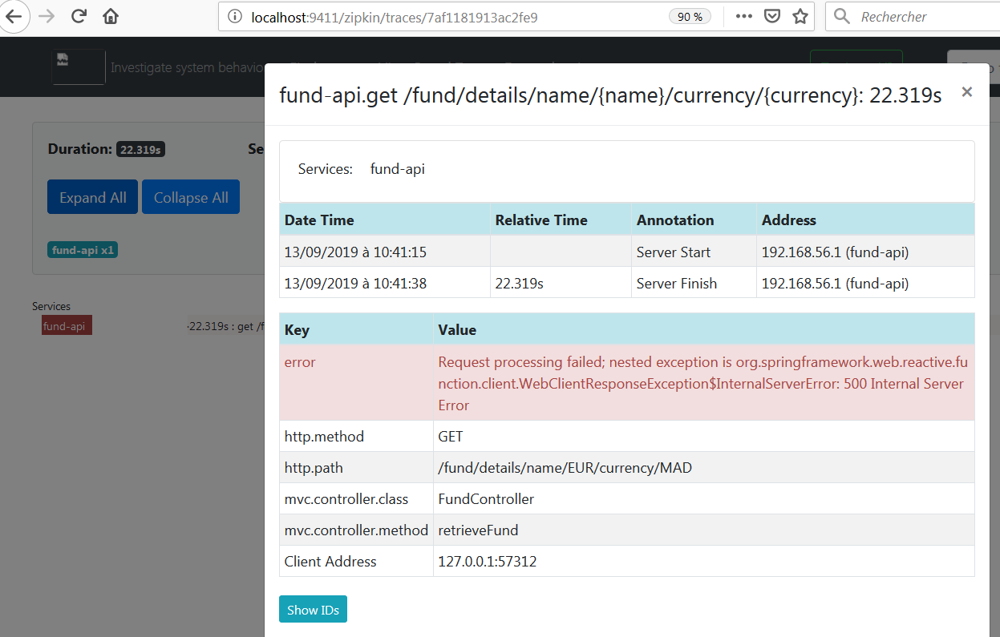 localhost:9411/zipkin/traces/7af1181913ac2fe9
90 %
Rechercher
Investigate system behavio
fund-api.get /fund/details/name/{name}/currency/{currency}: 22.319s ×
Duration: 22.319s
Se
Expand All Collapse All
fund-api x1
Services
fund-api
22.319s : get /f
Services: fund-api
Date Time Relative Time Annotation Address
13/09/2019 à 10:41:15 Server Start 192.168.56.1 (fund-api)
13/09/2019 à 10:41:38 22.319s Server Finish 192.168.56.1 (fund-api)
Key Value
error Request processing failed; nested exception is org.springframework.web.reactive.fu
nction.client.WebClientResponseException$InternalServerError: 500 Internal Server
Error
http.method GET
http.path /fund/details/name/EUR/currency/MAD
mvc.controller.class FundController
mvc.controller.method retrieveFund
Client Address 127.0.0.1:57312
Show IDs